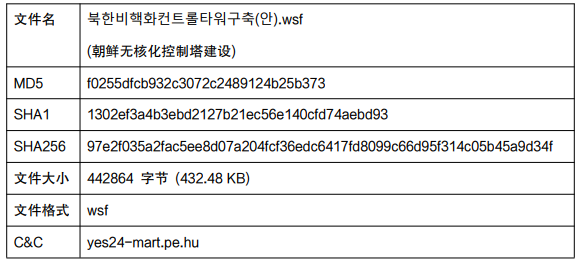 文件名 북한비핵화컨트롤타워구축(안).wsf
(朝鲜无核化控制塔建设)
MD5 f0255dfcb932c3072c2489124b25b373
SHA1 1302ef3a4b3ebd2127b21ec56e140cfd74aebd93
SHA256 97e2f035a2fac5ee8d07a204fcf36edc6417fd8099c66d95f314c05b45a9d34f
文件大小 442864 字节 (432.48 KB)
文件格式 wsf
C&C yes24-mart.pe.hu